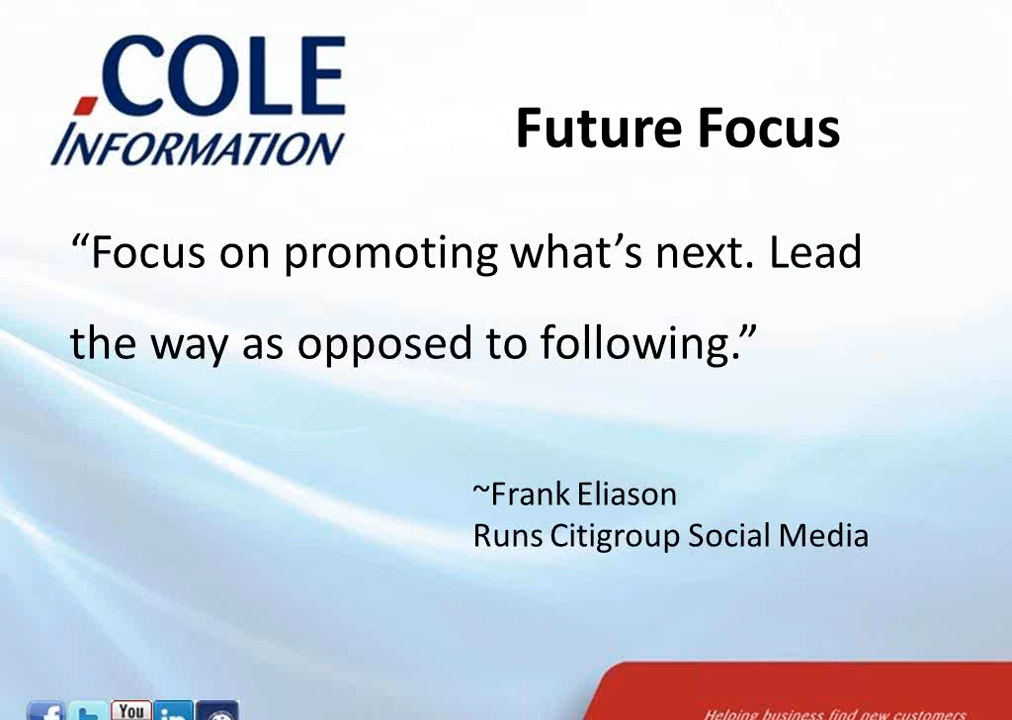 .COLE
INFORMATION
Future Focus
“Focus on promoting what’s next. Lead
the way as opposed to following.”
~Frank Eliason
Runs Citigroup Social Media
f t You in
Helping business find new customers